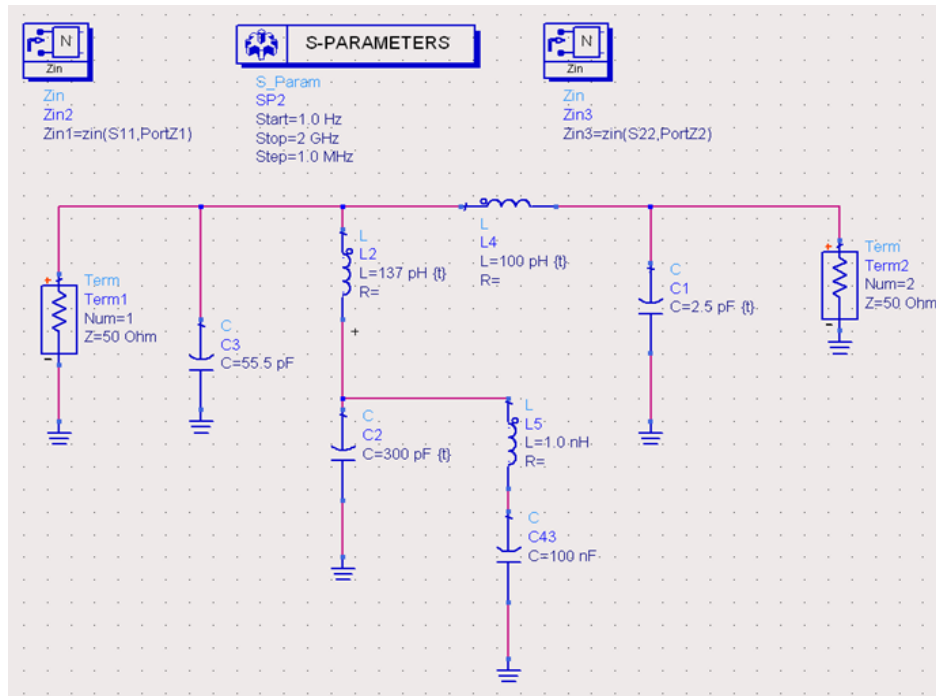 N
Zin
Zin
Zin2
Zin1=zin(S11,PortZ1)
S-PARAMETERS
S_Param
SP2
Start=1.0 Hz
Stop=2 GHz
Step=1.0 MHz
N
Zin
Zin
Zin3
Zin3=zin(S22,PortZ2)
Term
Term1
Num=1
Z=50 Ohm
C
C3
C=55.5 pF
L
L2
L=137 pH {t}
R=
L
L4
L=100 pH {t}
R=
C
C1
C=2.5 pF {t}
Term
Term2
Num=2
Z=50 Ohm
C
C2
C=300 pF {t}
L
L5
L=1.0 nH
R=
C
C43
C=100 nF